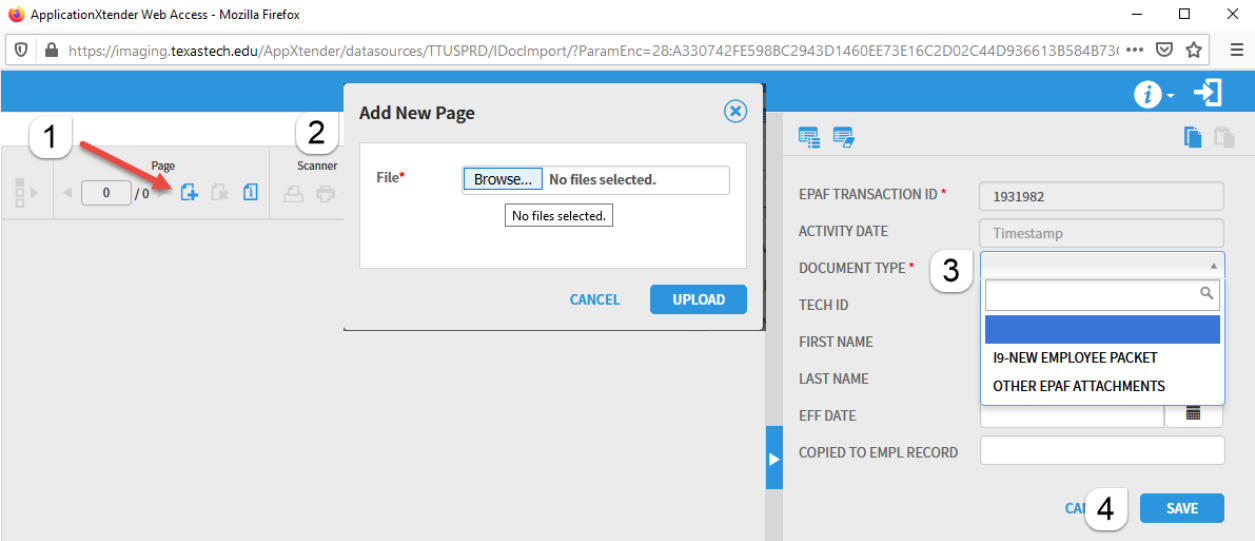 ApplicationXtender Web Access - Mozilla Firefox
https://imaging.texastech.edu/AppXtender/datasources/TTUSPRD/IDocImport/?ParamEnc=28:A330742FE598BC2943D1460EE73E16C2D02C44D936613B584B73
1
Page
0 / 0
2
Scanner
Add New Page
File*
Browse... No files selected.
No files selected.
CANCEL UPLOAD
EPAF TRANSACTION ID * 1931982
ACTIVITY DATE Timestamp
DOCUMENT TYPE * 3
TECH ID
FIRST NAME
I9-NEW EMPLOYEE PACKET
LAST NAME
OTHER EPAF ATTACHMENTS
EFF DATE
COPIED TO EMPL RECORD
CA 4 SAVE